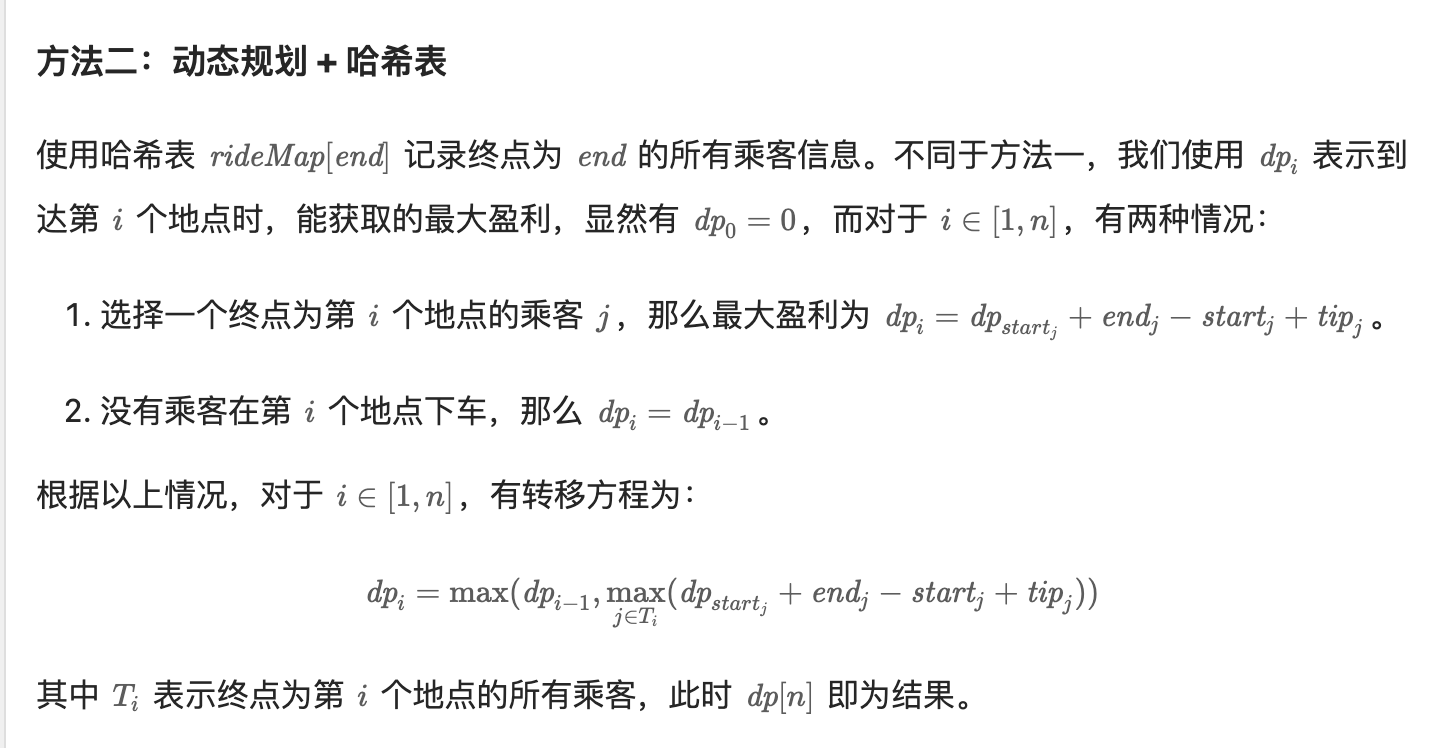 方法二：动态规划 + 哈希表
使用哈希表 rideMap[end] 记录终点为 end 的所有乘客信息。不同于方法一，我们使用 dp_i 表示到
达第 i 个地点时，能获取的最大盈利，显然有 dp_0 = 0，而对于 i ∈ [1, n]，有两种情况：
1. 选择一个终点为第 i 个地点的乘客 j，那么最大盈利为 dp_i = dp_{start_j} + end_j − start_j + tip_j。
2. 没有乘客在第 i 个地点下车，那么 dp_i = dp_{i−1}。
根据以上情况，对于 i ∈ [1, n]，有转移方程为：
dp_i = max(dp_{i−1}, max_{j∈T_i}(dp_{start_j} + end_j − start_j + tip_j))
其中 T_i 表示终点为第 i 个地点的所有乘客，此时 dp[n] 即为结果。